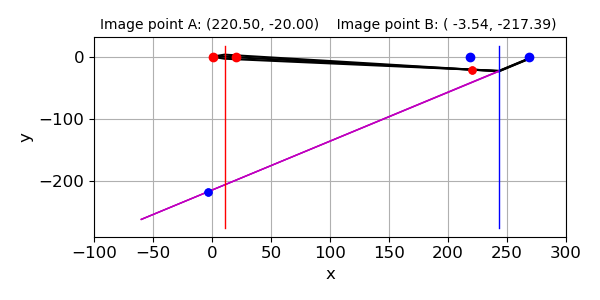 Image point A: (220.50, -20.00)    Image point B: ( -3.54, -217.39)
0
−100
−200
y
−100 −50 0 50 100 150 200 250 300
x